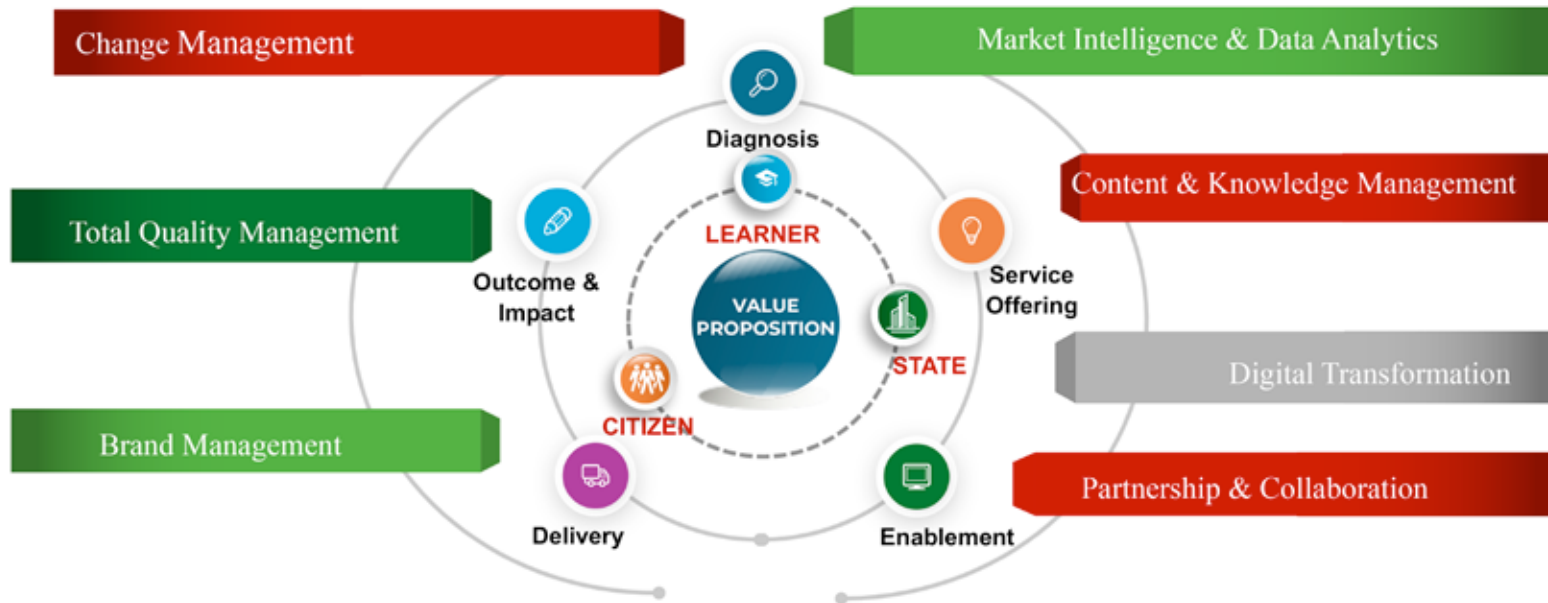 Change Management
Market Intelligence & Data Analytics
Diagnosis
Content & Knowledge Management
Total Quality Management
LEARNER
Outcome &
Impact
Service
Offering
VALUE
PROPOSITION
STATE
Digital Transformation
CITIZEN
Brand Management
Partnership & Collaboration
Delivery
Enablement